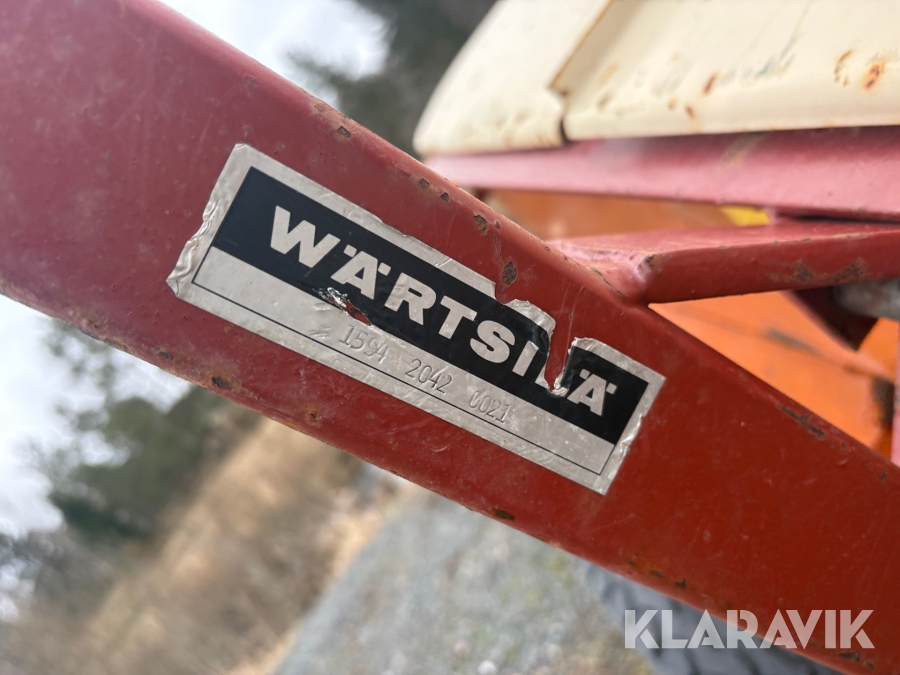 WÄRTSILÄ
1594 2042 0021
KLARAVIK